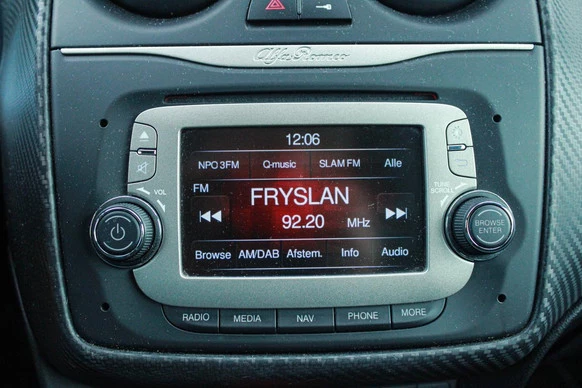 Alfa Romeo
12:06
NPO 3FM Q-music SLAM FM Alle
VOL
FM
TUNE
SCROLL
FRYSLAN
92.20 MHz
BROWSE
ENTER
Browse AM/DAB Afstem. Info Audio
RADIO MEDIA NAV PHONE MORE